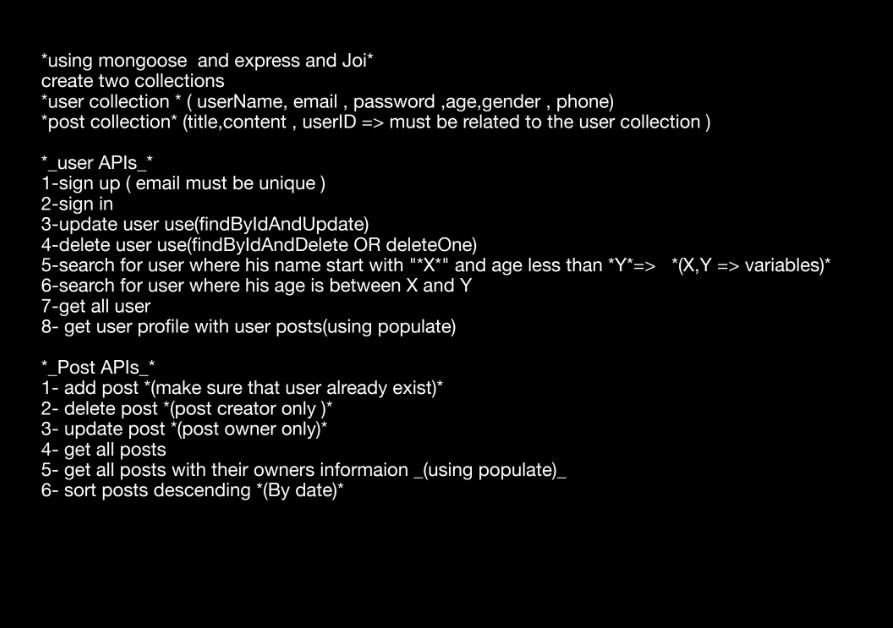 *using mongoose  and express and Joi*
create two collections
*user collection * ( userName, email , password ,age,gender , phone)
*post collection* (title,content , userID => must be related to the user collection )
*_user APIs_*
1-sign up ( email must be unique )
2-sign in
3-update user use(findByIdAndUpdate)
4-delete user use(findByIdAndDelete OR deleteOne)
5-search for user where his name start with "*X*" and age less than *Y*=>   *(X,Y => variables)*
6-search for user where his age is between X and Y
7-get all user
8- get user profile with user posts(using populate)
*_Post APIs_*
1- add post *(make sure that user already exist)*
2- delete post *(post creator only )*
3- update post *(post owner only)*
4- get all posts
5- get all posts with their owners informaion _(using populate)_
6- sort posts descending *(By date)*